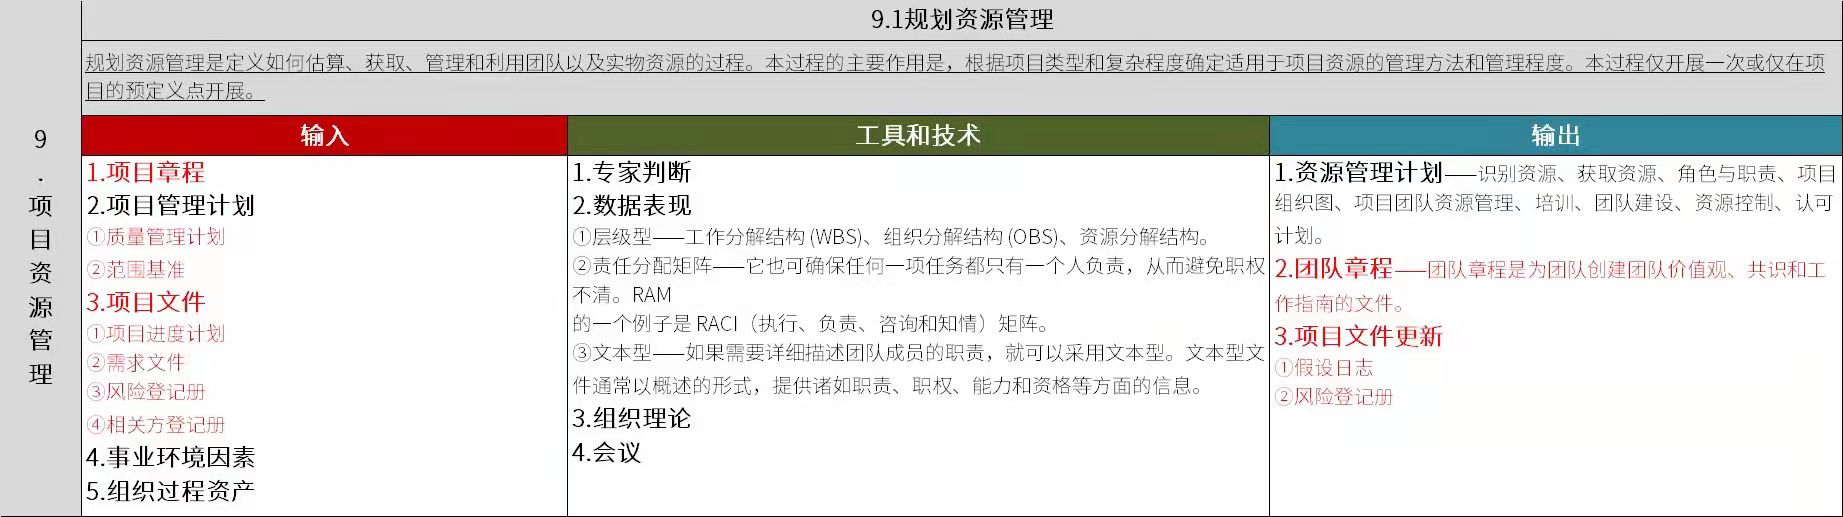 9.1规划资源管理
规划资源管理是定义如何估算、获取、管理和利用团队以及实物资源的过程。本过程的主要作用是，根据项目类型和复杂程度确定适用于项目资源的管理方法和管理程度。本过程仅开展一次或仅在项
目的预定义点开展。
9
.
项
目
资
源
管
理
输入
1.项目章程
2.项目管理计划
①质量管理计划
②范围基准
3.项目文件
①项目进度计划
②需求文件
③风险登记册
④相关方登记册
4.事业环境因素
5.组织过程资产
工具和技术
1.专家判断
2.数据表现
①层级型——工作分解结构 (WBS)、组织分解结构 (OBS)、资源分解结构。
②责任分配矩阵——它也可确保任何一项任务都只有一个人负责，从而避免职权
不清。RAM
的一个例子是 RACI（执行、负责、咨询和知情）矩阵。
③文本型——如果需要详细描述团队成员的职责，就可以采用文本型。文本型文
件通常以概述的形式，提供诸如职责、职权、能力和资格等方面的信息。
3.组织理论
4.会议
输出
1.资源管理计划——识别资源、获取资源、角色与职责、项目
组织图、项目团队资源管理、培训、团队建设、资源控制、认可
计划。
2.团队章程——团队章程是为团队创建团队价值观、共识和工
作指南的文件。
3.项目文件更新
①假设日志
②风险登记册